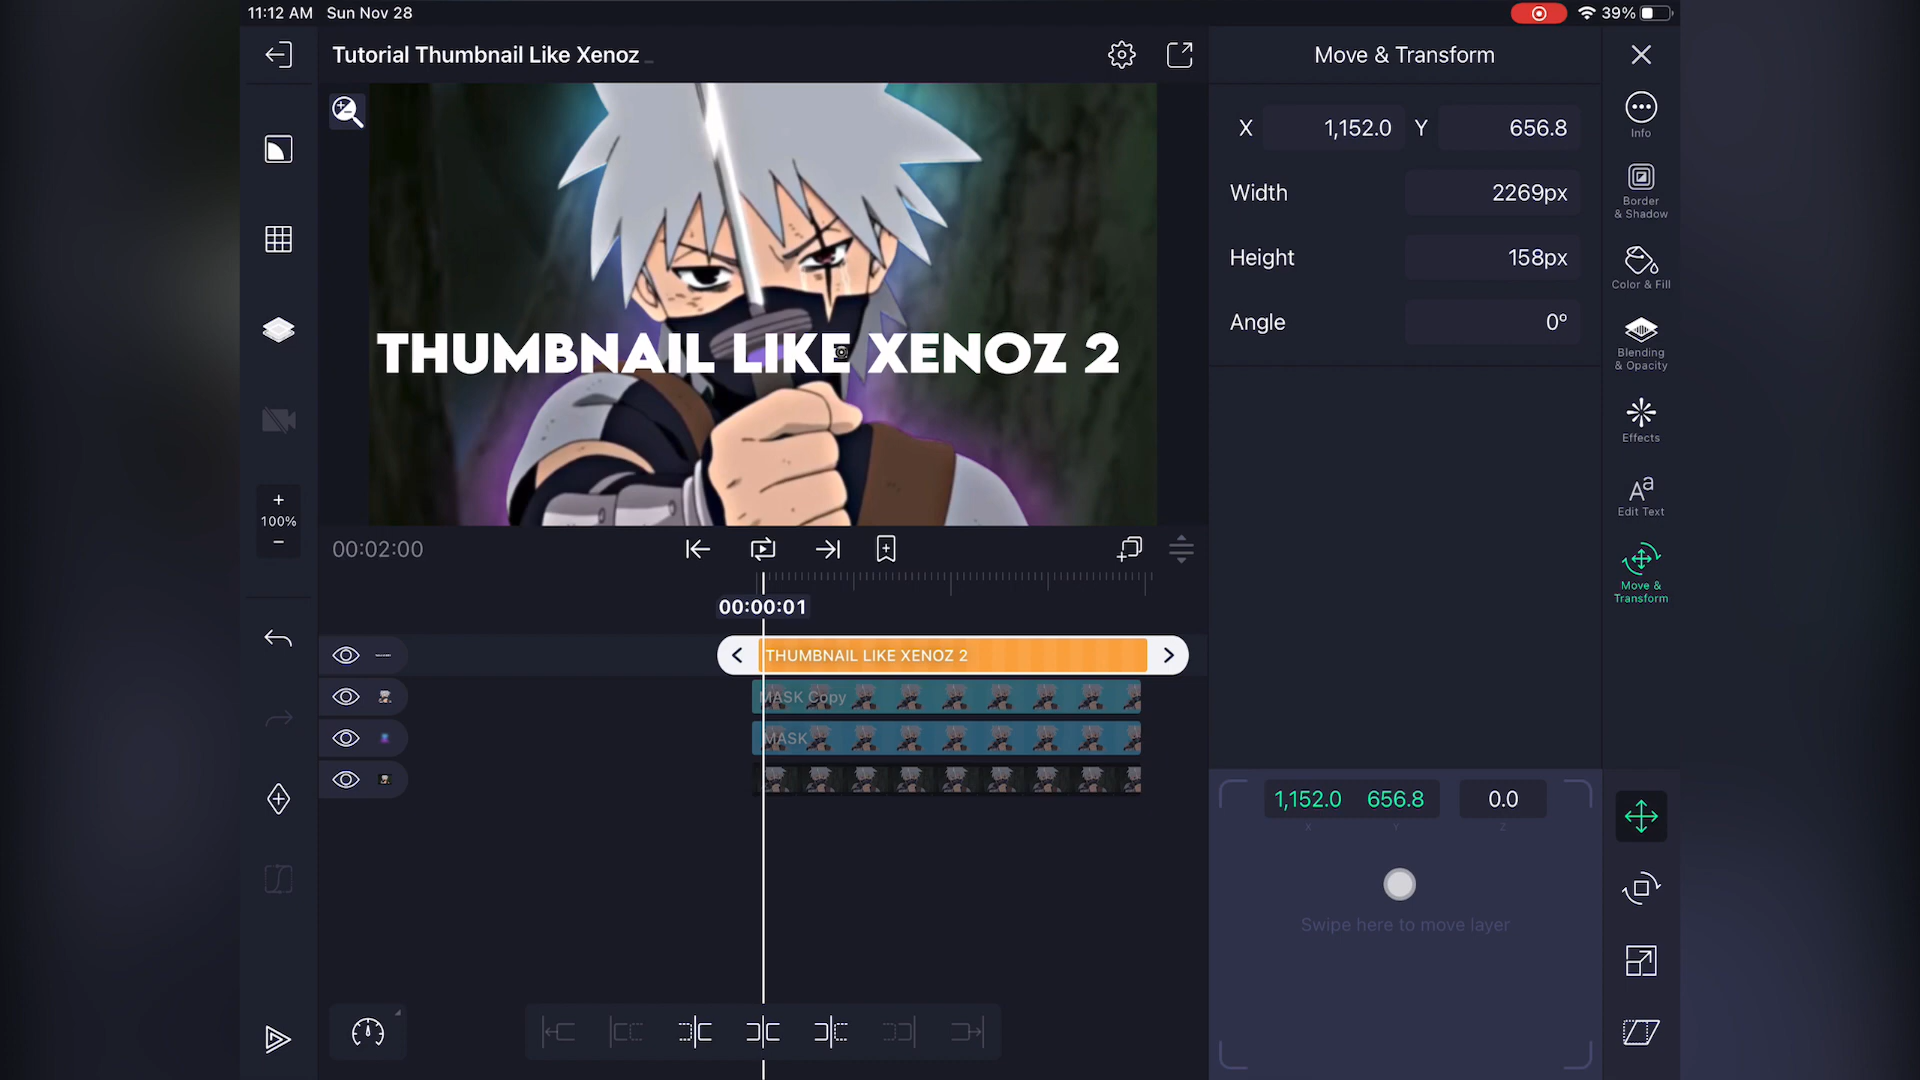 11:12 AM Sun Nov 28
39%
Tutorial Thumbnail Like Xenoz
Move & Transform
X 1,152.0 Y 656.8
Width 2269px
Height 158px
Angle 0°
Info
Border
& Shadow
Color & Fill
Blending
& Opacity
Effects
Aa
Edit Text
Move &
Transform
THUMBNAIL LIKE XENOZ 2
+
100%
−
00:02:00
00:00:01
THUMBNAIL LIKE XENOZ 2
MASK Copy
MASK
1,152.0 656.8 0.0
X Y Z
Swipe here to move layer